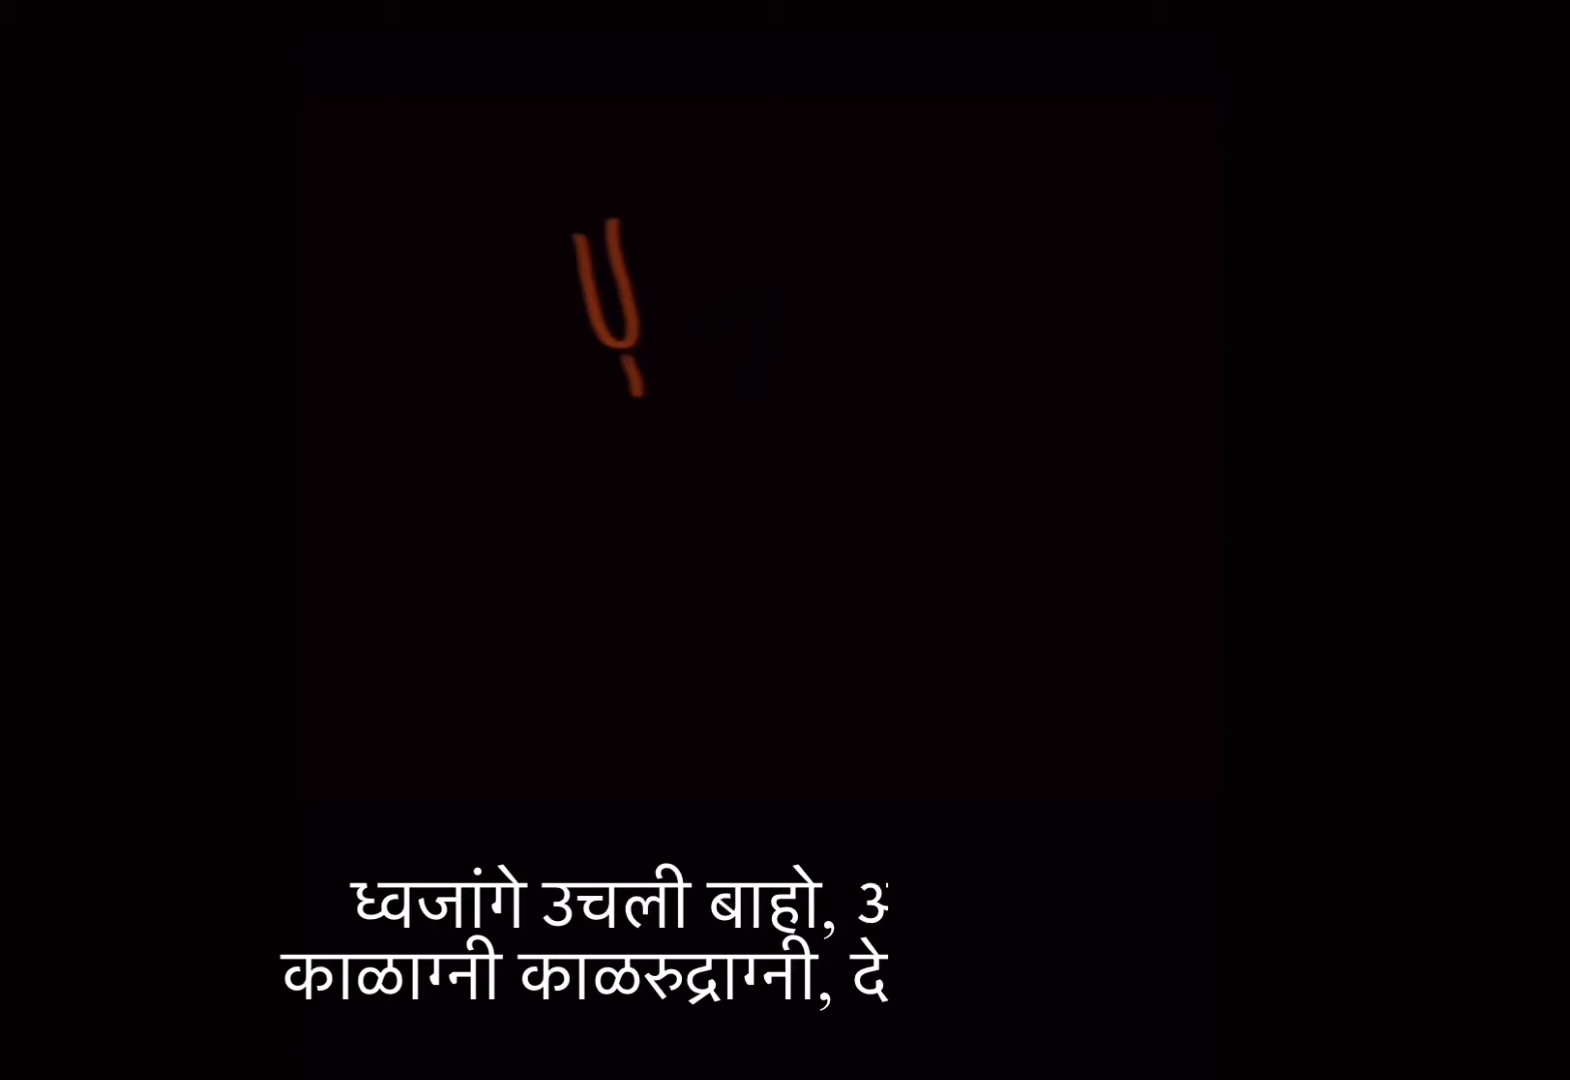 ध्वजांगे उचली बाहो,
काळाग्नी काळरुद्राग्नी, दे